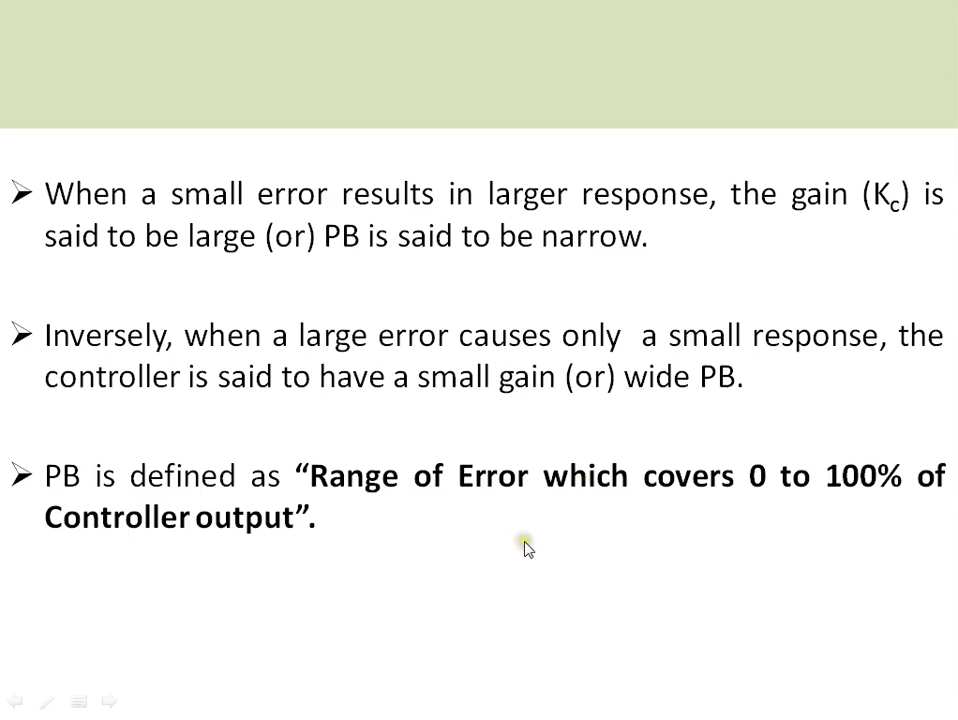 ➢ When a small error results in larger response, the gain (Kc) is
said to be large (or) PB is said to be narrow.
➢ Inversely, when a large error causes only a small response, the
controller is said to have a small gain (or) wide PB.
➢ PB is defined as “Range of Error which covers 0 to 100% of
Controller output”.